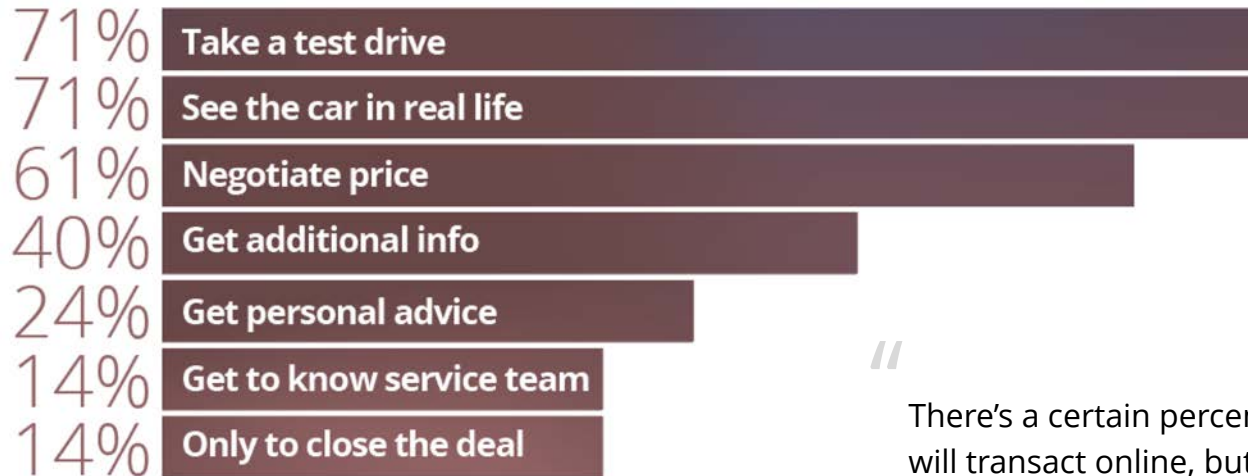 71% Take a test drive
71% See the car in real life
61% Negotiate price
40% Get additional info
24% Get personal advice
14% Get to know service team
14% Only to close the deal
“
There’s a certain
will transact online,